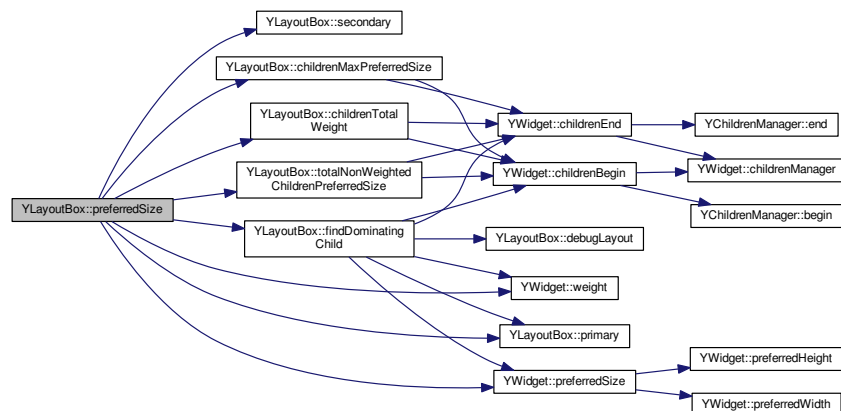 YLayoutBox::secondary
YLayoutBox::childrenMaxPreferredSize
YLayoutBox::childrenTotal
Weight
YWidget::childrenEnd
YChildrenManager::end
YLayoutBox::totalNonWeighted
ChildrenPreferredSize
YWidget::childrenBegin
YWidget::childrenManager
YLayoutBox::preferredSize
YChildrenManager::begin
YLayoutBox::findDominating
Child
YLayoutBox::debugLayout
YWidget::weight
YLayoutBox::primary
YWidget::preferredHeight
YWidget::preferredSize
YWidget::preferredWidth